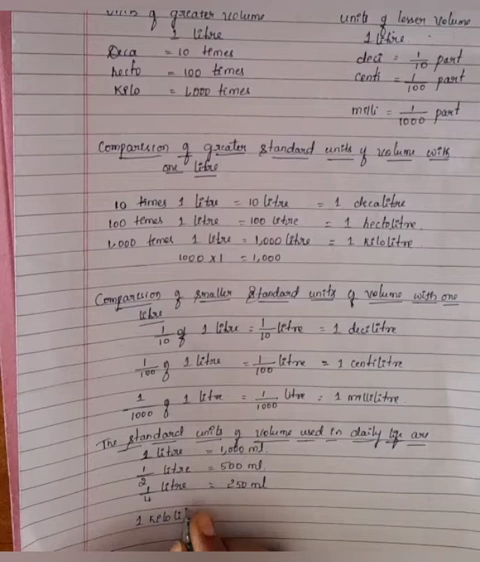 units of greater volume    units of lesser volume
1 litre    1 litre
Deca = 10 times    deci = 1/10 part
hecto = 100 times    centi = 1/100 part
Kilo = 1,000 times    milli = 1/1000 part
Comparision of greater standard units of volume with
one litre
10 times 1 litre = 10 litre = 1 decalitre
100 times 1 litre = 100 litre = 1 hectolitre
1,000 times 1 litre = 1,000 litre = 1 kilolitre
1000 x 1 = 1,000
Comparision of smaller Standard units of volume with one
litre
1/10 of 1 litre = 1/10 litre = 1 decilitre
1/100 of 1 litre = 1/100 litre = 1 centilitre
1/1000 of 1 litre = 1/1000 litre = 1 millilitre
The standard units of volume used in daily life are
1 litre = 1,000 ml
1/2 litre = 500 ml
1/4 litre = 250 ml
1 Kilo li